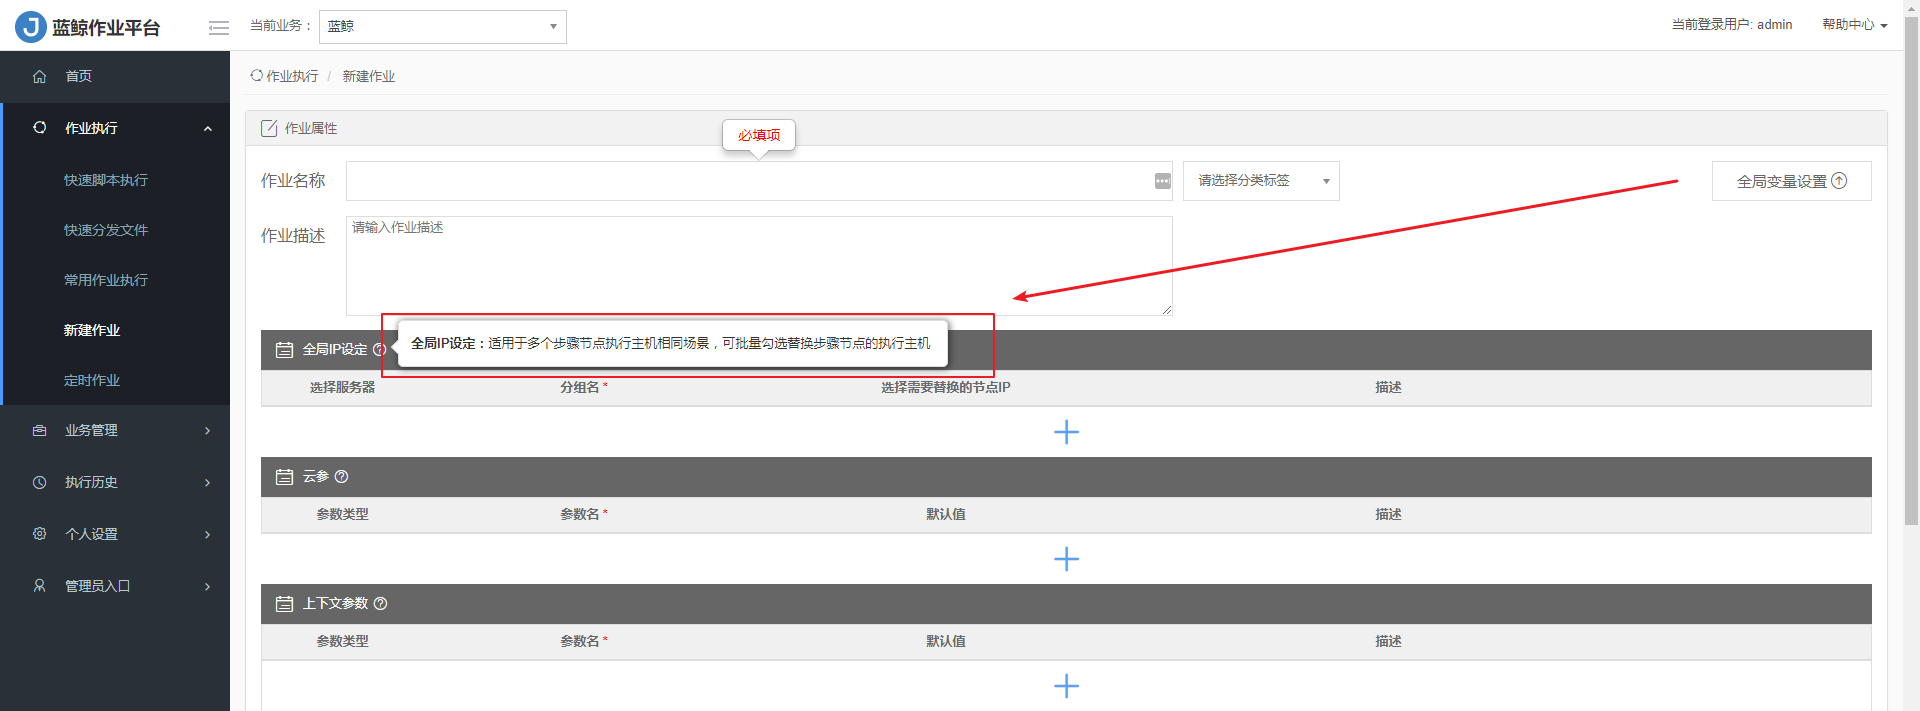 J 蓝鲸作业平台
当前业务： 蓝鲸
当前登录用户: admin 帮助中心
首页
作业执行
快速脚本执行
快速分发文件
常用作业执行
新建作业
定时作业
业务管理
执行历史
个人设置
管理员入口
作业执行 / 新建作业
作业属性
必填项
作业名称 请选择分类标签 全局变量设置
作业描述 请输入作业描述
全局IP设定 ? 全局IP设定：适用于多个步骤节点执行主机相同场景，可批量勾选替换步骤节点的执行主机
选择服务器 分组名 * 选择需要替换的节点IP 描述
云参 ?
参数类型 参数名 * 默认值 描述
上下文参数 ?
参数类型 参数名 * 默认值 描述